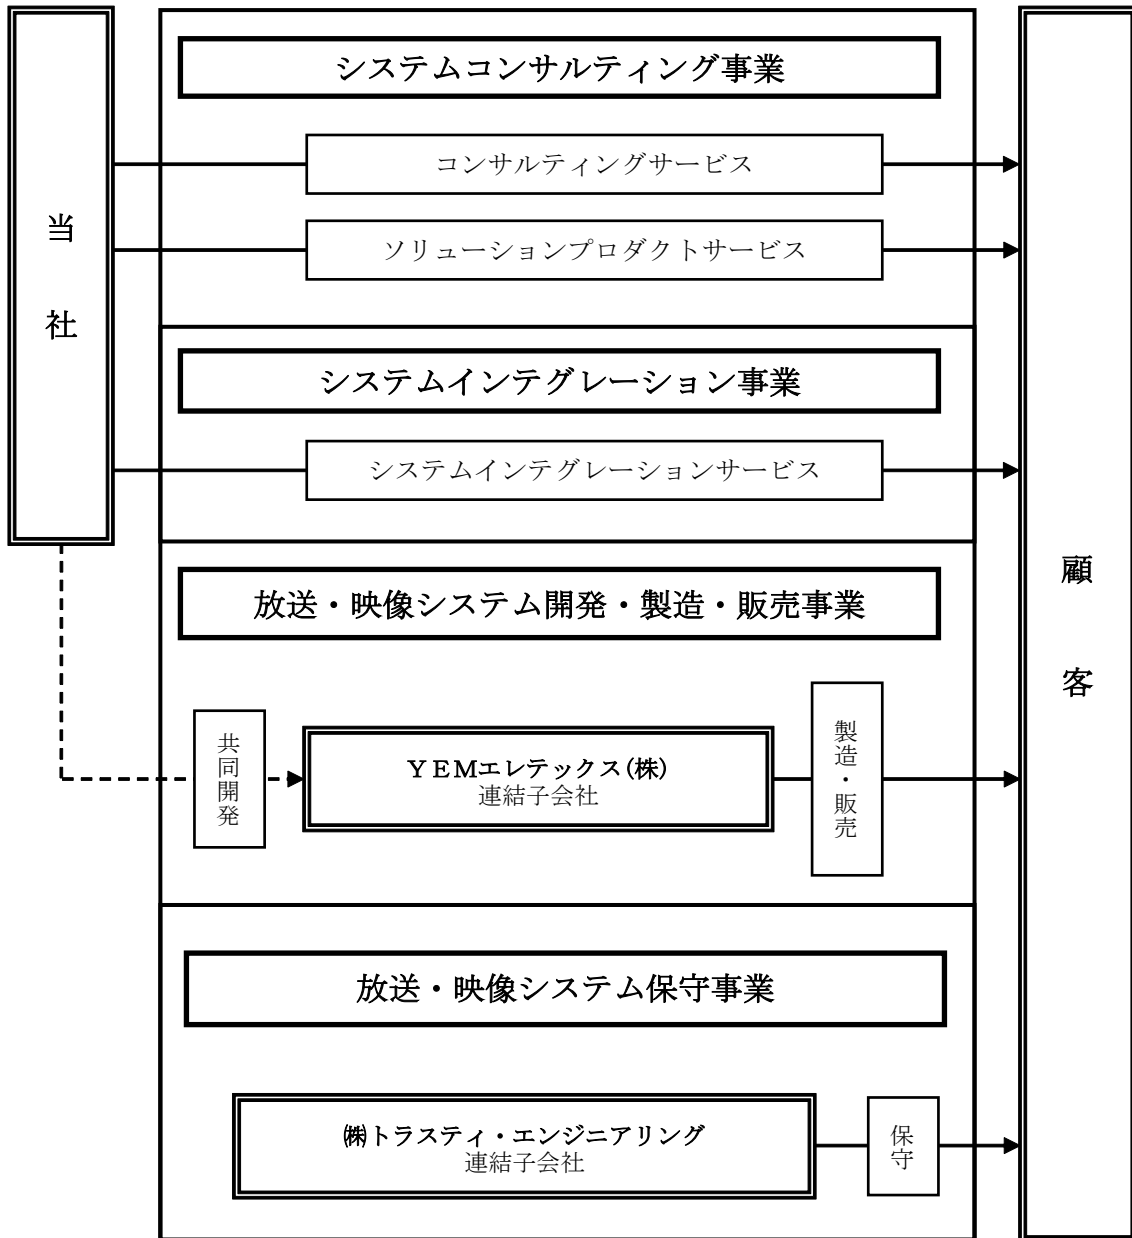 当社
システムコンサルティング事業
コンサルティングサービス
ソリューションプロダクトサービス
システムインテグレーション事業
システムインテグレーションサービス
放送・映像システム開発・製造・販売事業
共同開発
ＹＥＭエレテックス(株)
連結子会社
製造・販売
放送・映像システム保守事業
㈱トラスティ・エンジニアリング
連結子会社
保守
顧客